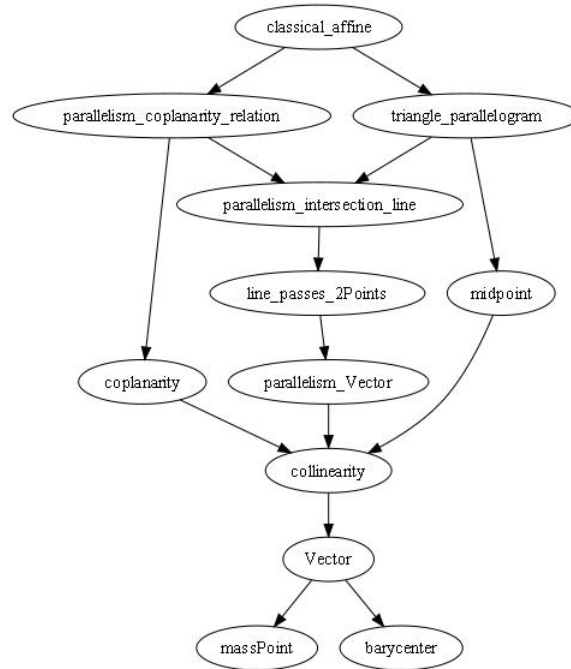 classical_affine
parallelism_coplanarity_relation
triangle_parallelogram
parallelism_intersection_line
line_passes_2Points
midpoint
coplanarity
parallelism_Vector
collinearity
Vector
massPoint
barycenter